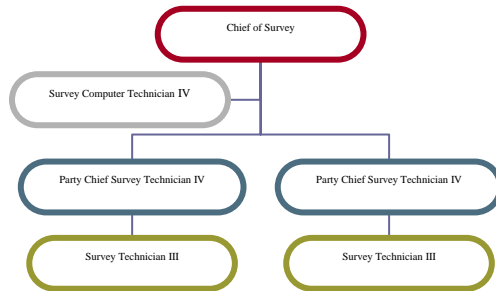 Chief of Survey
Survey Computer Technician IV
Party Chief Survey Technician IV
Party Chief Survey Technician IV
Survey Technician III
Survey Technician III